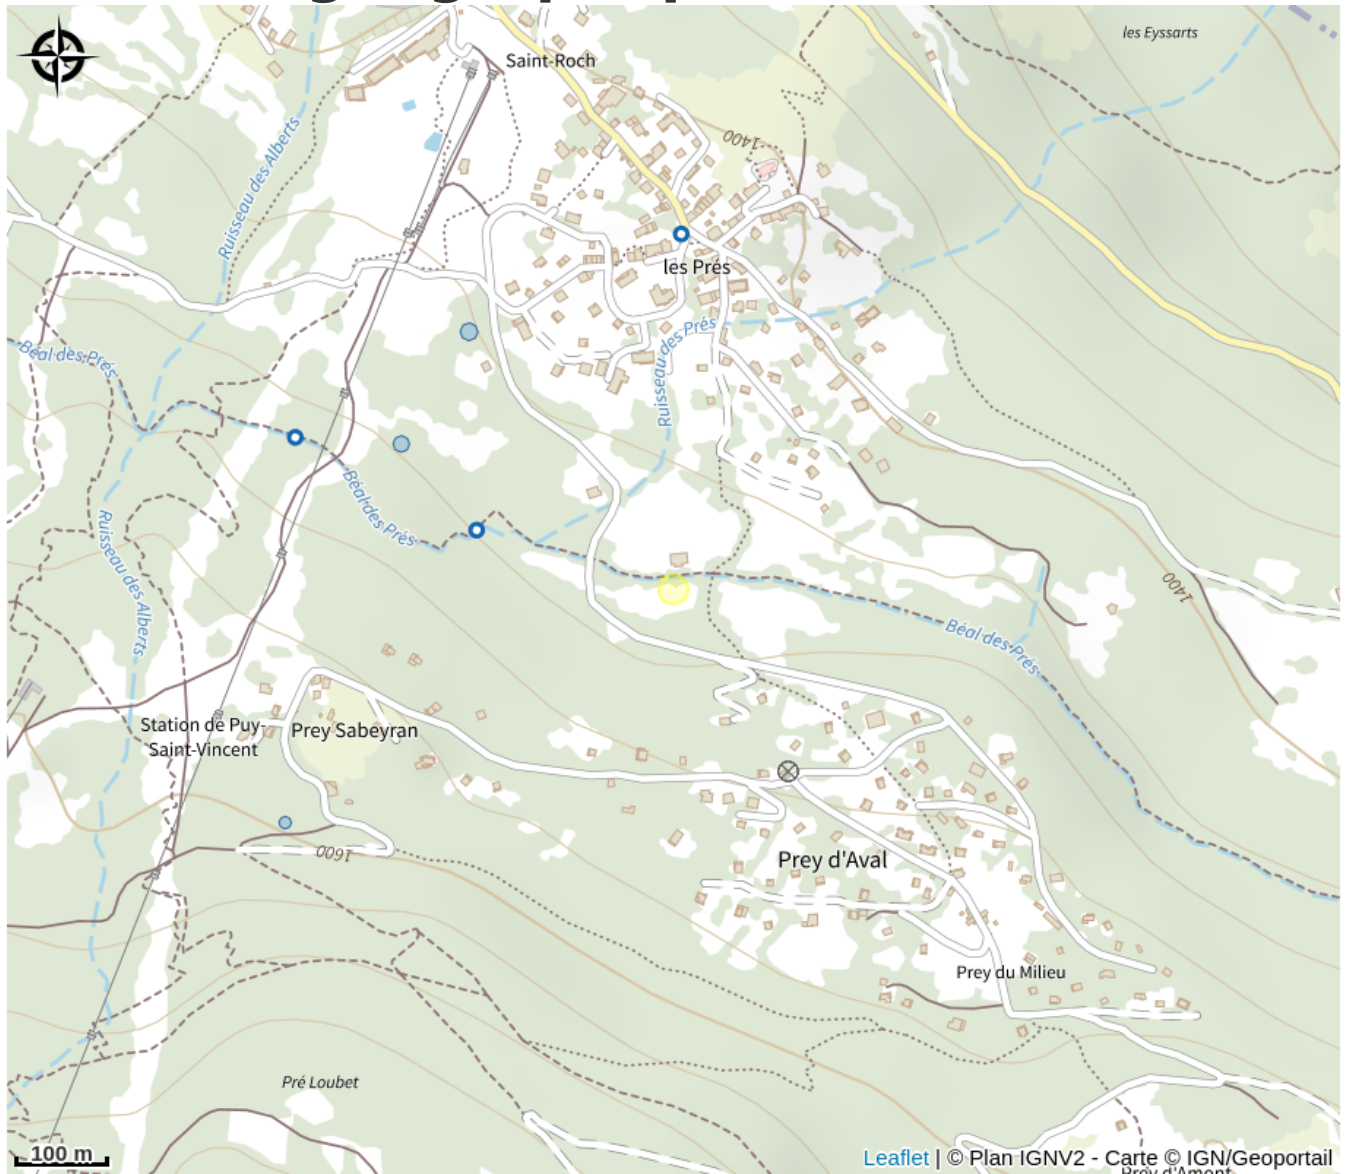 les Eyssarts
Saint-Roch
1400
Ruisseau des Alberts
les Prés
Ruisseau des Prés
Béal des Prés
Béal des Prés
Ruisseau des Alberts
1400
Béal des Prés
Station de Puy-
Saint-Vincent
Prey Sabeyran
1600
Prey d'Aval
Prey du Milieu
Pré Loubet
100 m
Leaflet | © Plan IGNV2 - Carte © IGN/Geoportail
Prey d'Amont